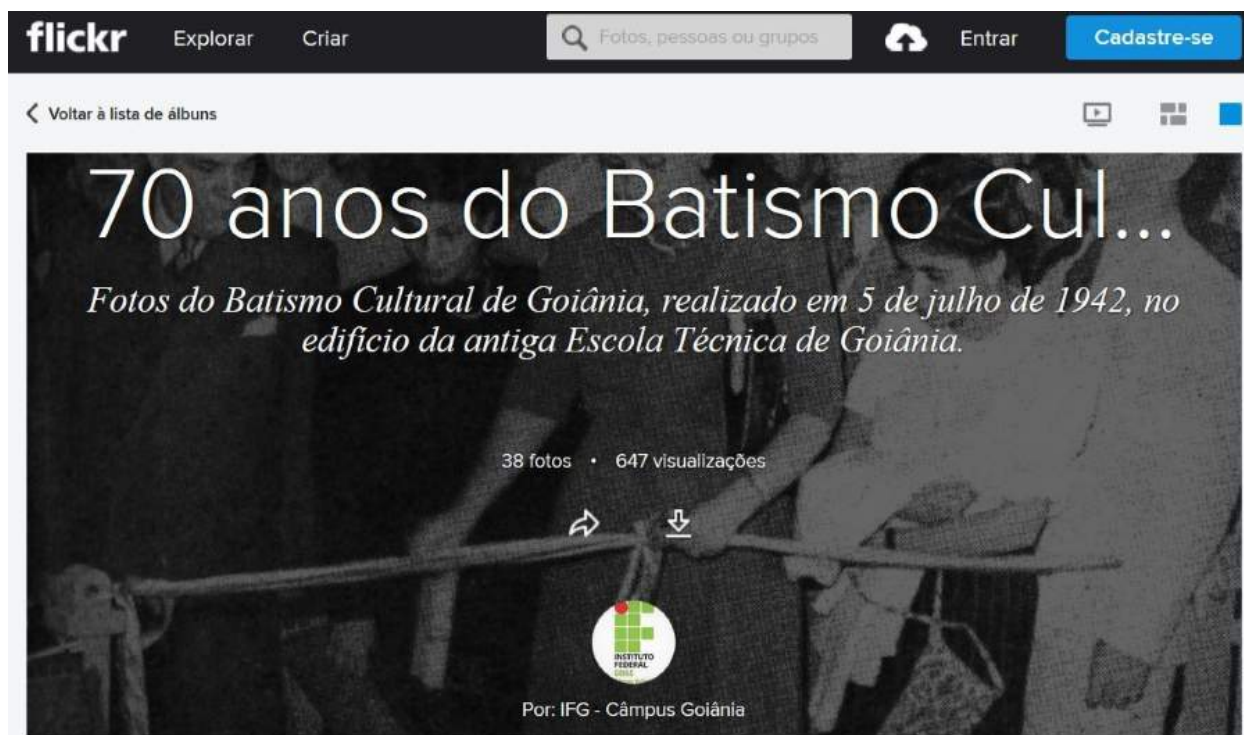 flickr Explorar Criar Fotos, pessoas ou grupos Entrar Cadastre-se
Voltar à lista de álbuns
70 anos do Batismo Cul...
Fotos do Batismo Cultural de Goiânia, realizado em 5 de julho de 1942, no
edifício da antiga Escola Técnica de Goiânia.
38 fotos • 647 visualizações
INSTITUTO
FEDERAL
GOIÁS
Por: IFG - Câmpus Goiânia